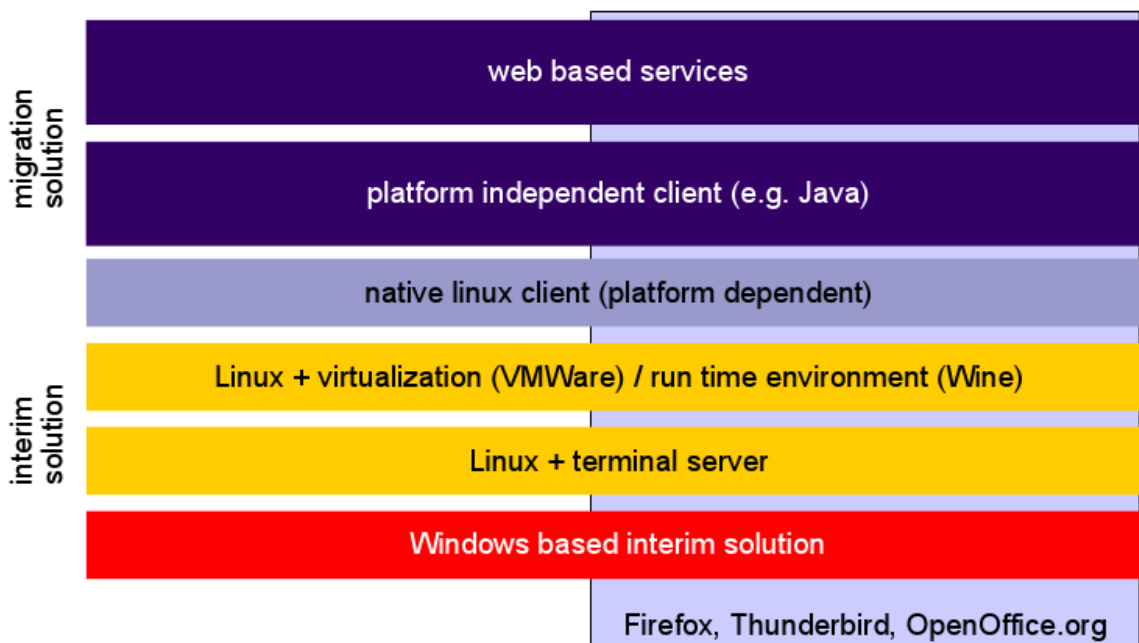 migration
solution
web based services
platform independent client (e.g. Java)
native linux client (platform dependent)
interim
solution
Linux + virtualization (VMWare) / run time environment (Wine)
Linux + terminal server
Windows based interim solution
Firefox, Thunderbird, OpenOffice.org